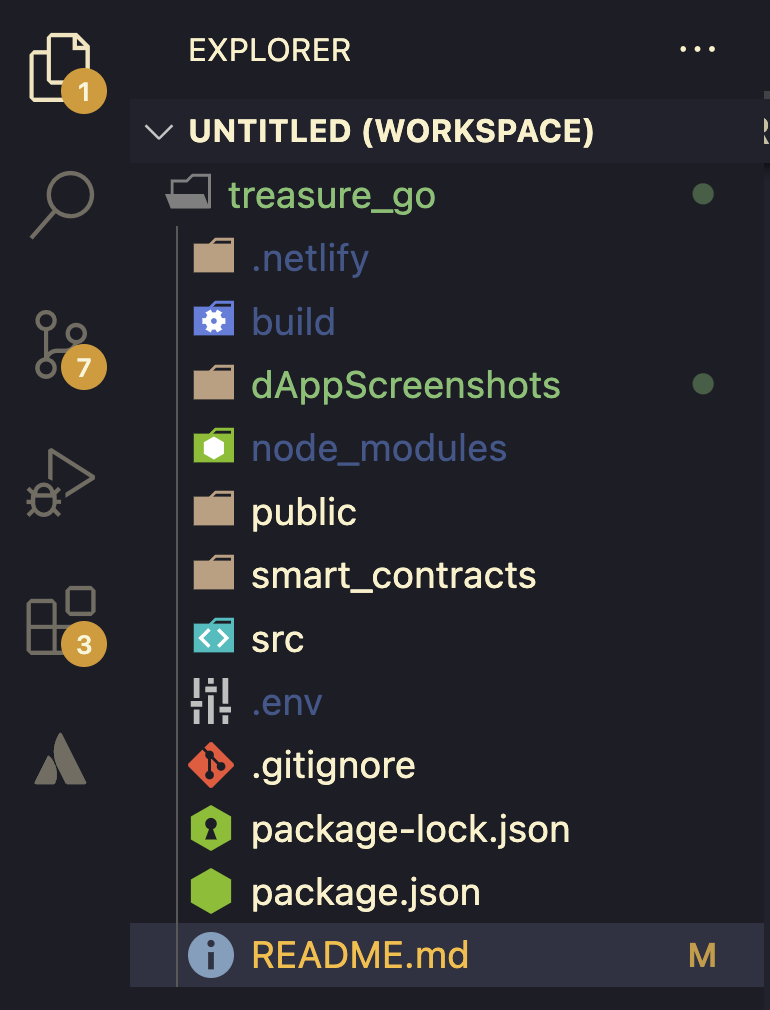 EXPLORER
1
UNTITLED (WORKSPACE)
treasure_go
.netlify
build
7
dAppScreenshots
node_modules
public
smart_contracts
src
3
.env
.gitignore
package-lock.json
package.json
README.md M